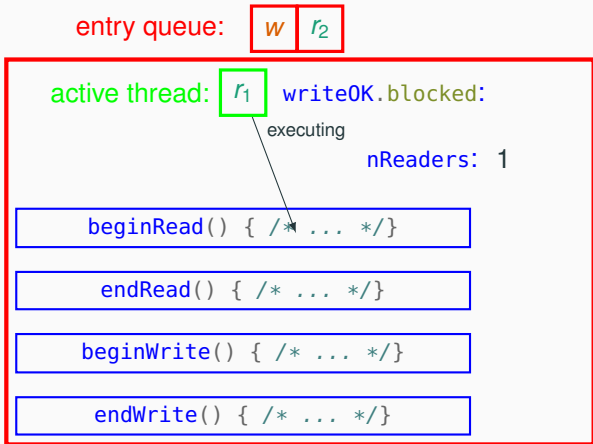 entry queue: w r2
active thread: r1 writeOK.blocked:
executing
nReaders: 1
beginRead() { /* ... */}
endRead() { /* ... */}
beginWrite() { /* ... */}
endWrite() { /* ... */}